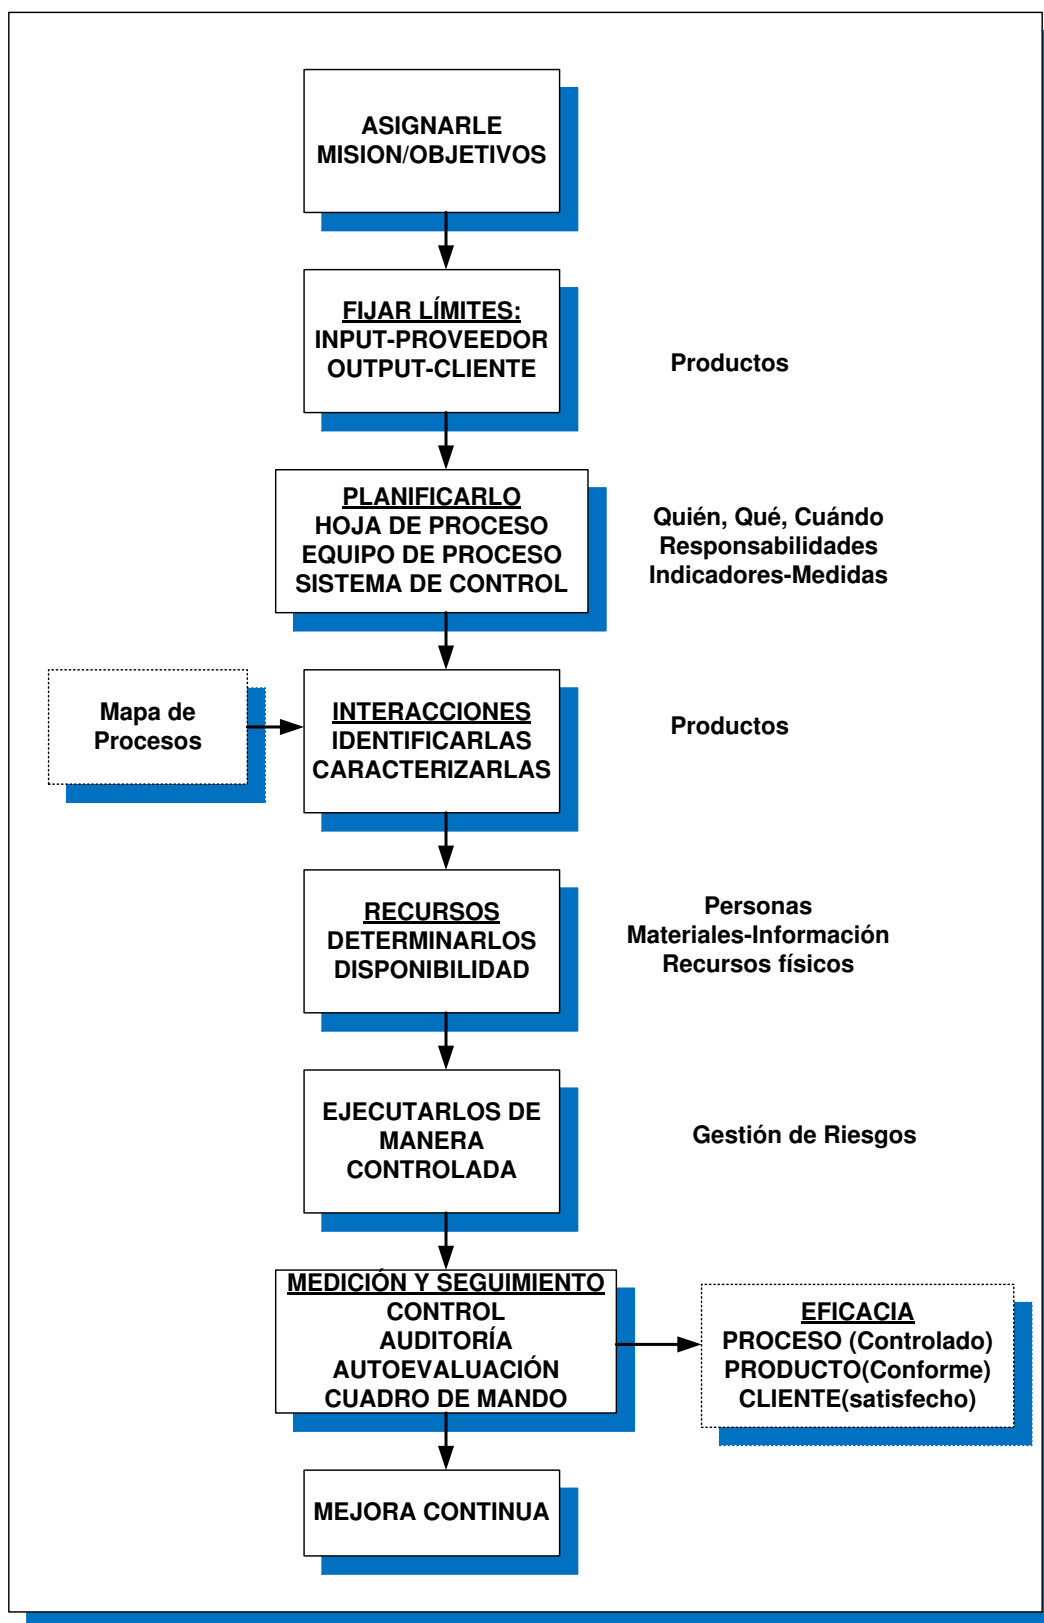 ASIGNARLE
MISION/OBJETIVOS
FIJAR LÍMITES:
INPUT-PROVEEDOR
OUTPUT-CLIENTE
Productos
PLANIFICARLO
HOJA DE PROCESO
EQUIPO DE PROCESO
SISTEMA DE CONTROL
Quién, Qué, Cuándo
Responsabilidades
Indicadores-Medidas
Mapa de
Procesos
INTERACCIONES
IDENTIFICARLAS
CARACTERIZARLAS
Productos
RECURSOS
DETERMINARLOS
DISPONIBILIDAD
Personas
Materiales-Información
Recursos físicos
EJECUTARLOS DE
MANERA
CONTROLADA
Gestión de Riesgos
MEDICIÓN Y SEGUIMIENTO
CONTROL
AUDITORÍA
AUTOEVALUACIÓN
CUADRO DE MANDO
EFICACIA
PROCESO (Controlado)
PRODUCTO(Conforme)
CLIENTE(satisfecho)
MEJORA CONTINUA